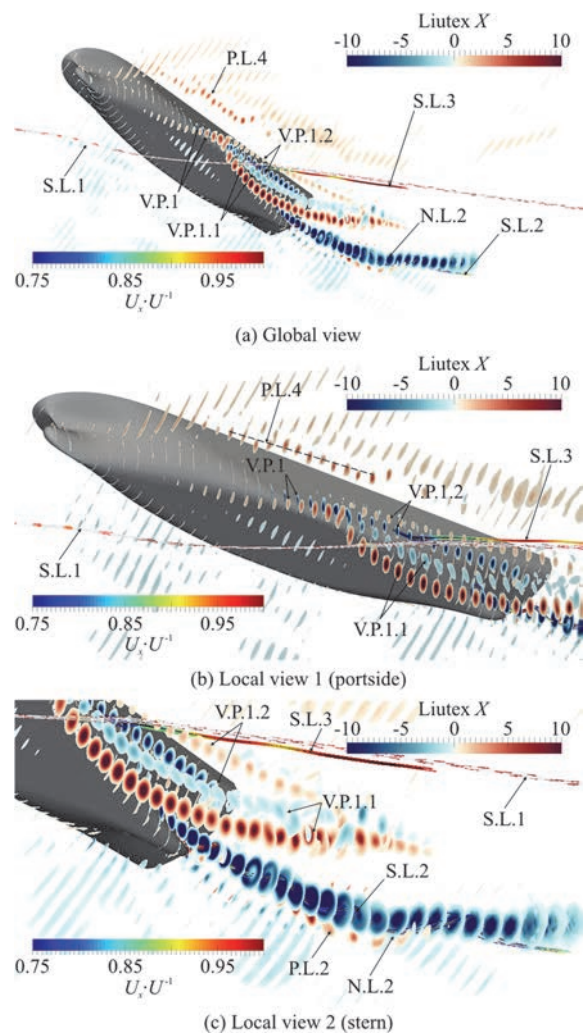 Liutex X
-10 -5 0 5 10
P.L.4
S.L.3
V.P.1.2
S.L.1
V.P.1
V.P.1.1
N.L.2
S.L.2
0.75 0.85 0.95
Uₓ·U⁻¹
(a) Global view
Liutex X
-10 -5 0 5 10
P.L.4
V.P.1
S.L.3
V.P.1.2
S.L.1
V.P.1.1
0.75 0.85 0.95
Uₓ·U⁻¹
(b) Local view 1 (portside)
V.P.1.2
S.L.3
Liutex X
-10 -5 0 5 10
V.P.1.1
S.L.1
S.L.2
P.L.2
N.L.2
0.75 0.85 0.95
Uₓ·U⁻¹
(c) Local view 2 (stern)